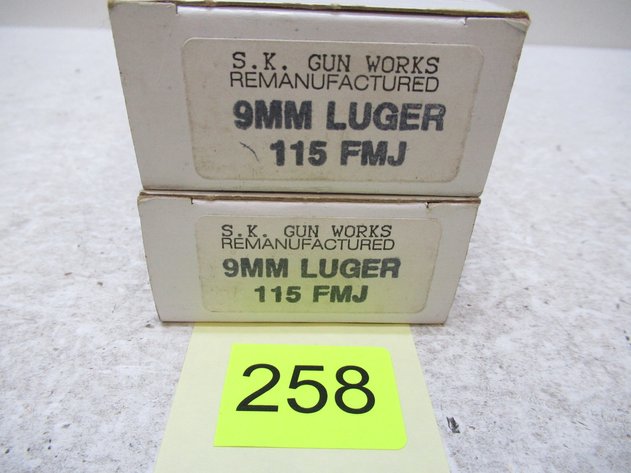 S.K. GUN WORKS
REMANUFACTURED
9MM LUGER
115 FMJ
S.K. GUN WORKS
REMANUFACTURED
9MM LUGER
115 FMJ
258